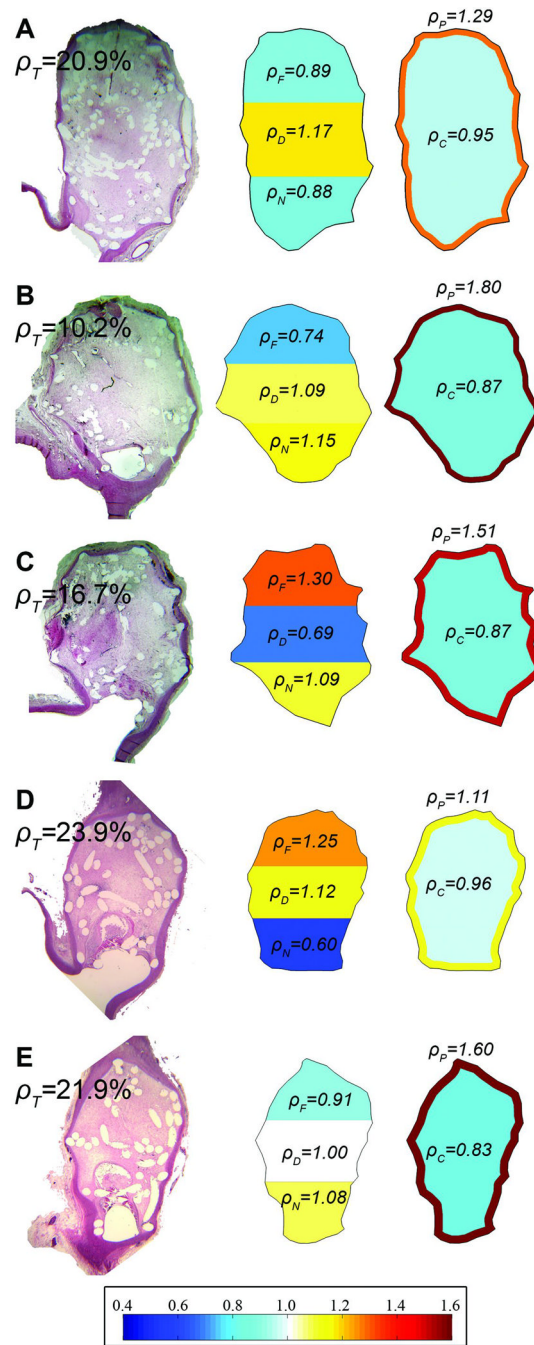 A
ρT=20.9%
ρF=0.89
ρD=1.17
ρN=0.88
ρP=1.29
ρC=0.95
B
ρT=10.2%
ρF=0.74
ρD=1.09
ρN=1.15
ρP=1.80
ρC=0.87
C
ρT=16.7%
ρF=1.30
ρD=0.69
ρN=1.09
ρP=1.51
ρC=0.87
D
ρT=23.9%
ρF=1.25
ρD=1.12
ρN=0.60
ρP=1.11
ρC=0.96
E
ρT=21.9%
ρF=0.91
ρD=1.00
ρN=1.08
ρP=1.60
ρC=0.83
0.4 0.6 0.8 1.0 1.2 1.4 1.6